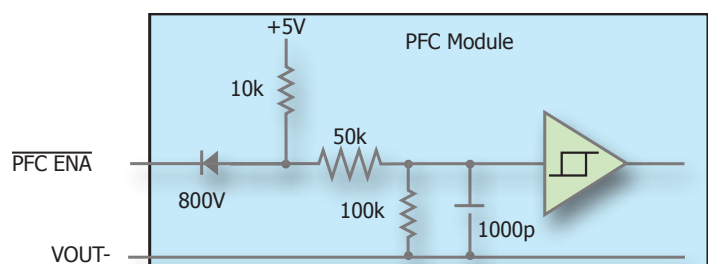 +5V
PFC Module
10k
50k
PFC ENA
800V
100k
1000p
VOUT-